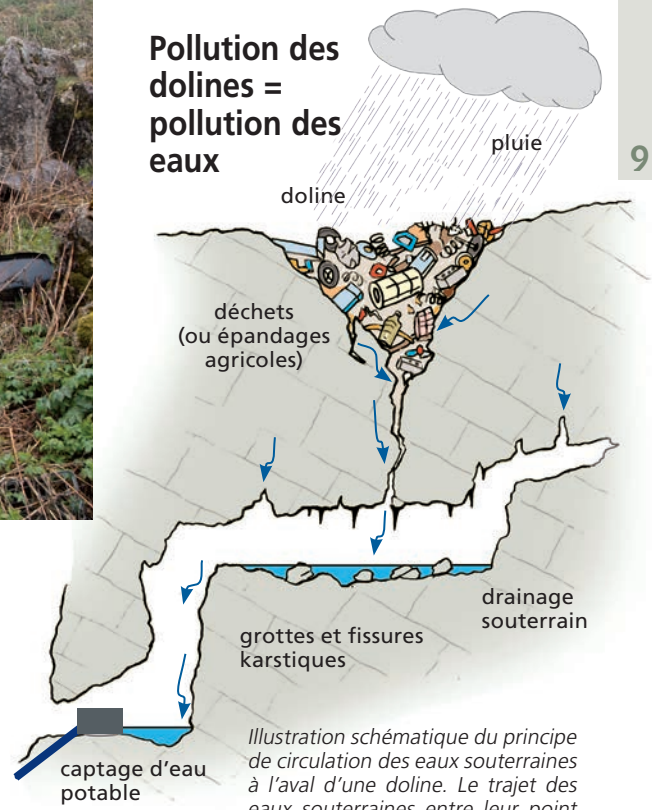 Pollution des
dolines =
pollution des
eaux
pluie
9
doline
déchets
(ou épandages
agricoles)
drainage
souterrain
grottes et fissures
karstiques
captage d'eau
potable
Illustration schématique du principe
de circulation des eaux souterraines
à l'aval d'une doline. Le trajet des
eaux souterraines entre leur point